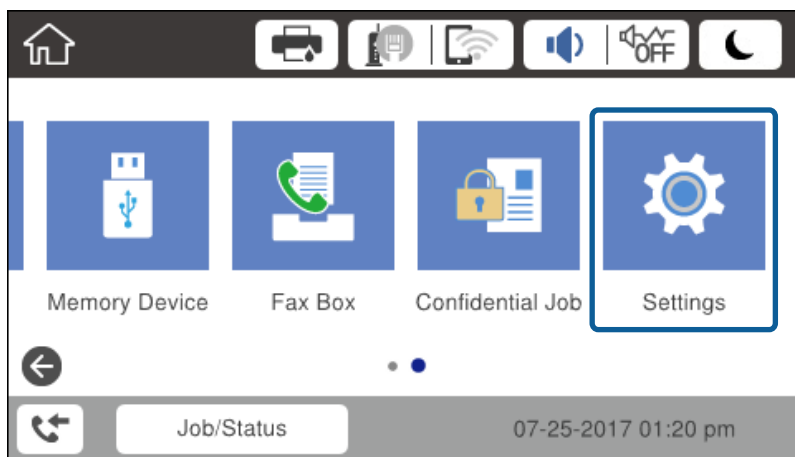 OFF
Memory Device
Fax Box
Confidential Job
Settings
Job/Status
07-25-2017 01:20 pm